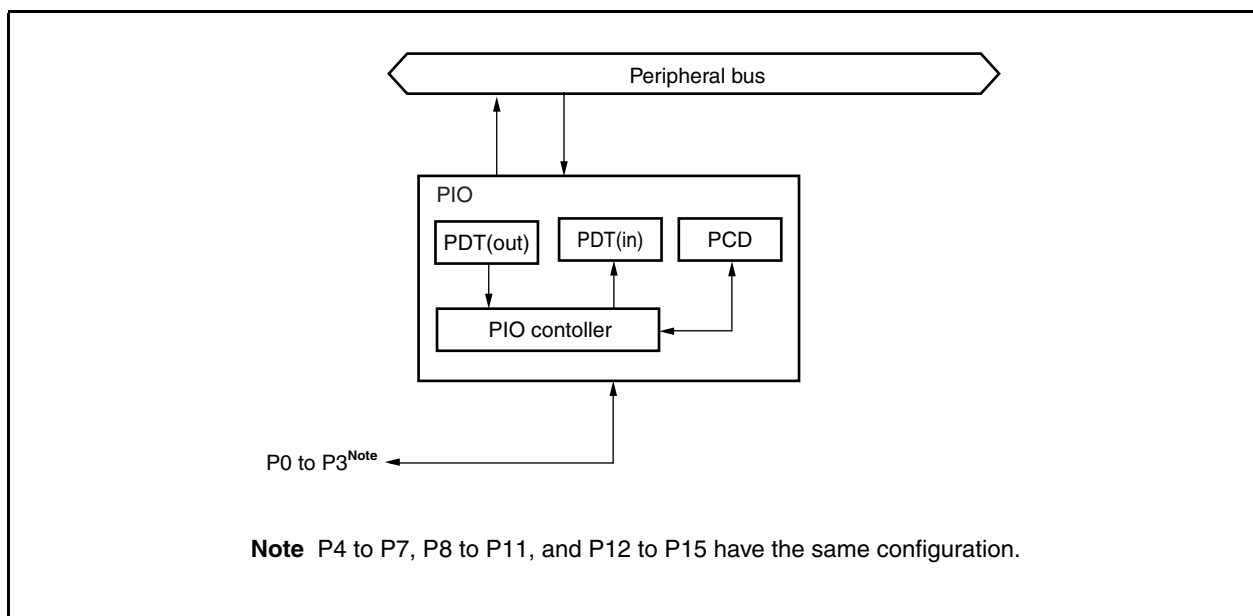 Peripheral bus
PIO
PDT(out)
PDT(in)
PCD
PIO contoller
P0 to P3Note
Note P4 to P7, P8 to P11, and P12 to P15 have the same configuration.